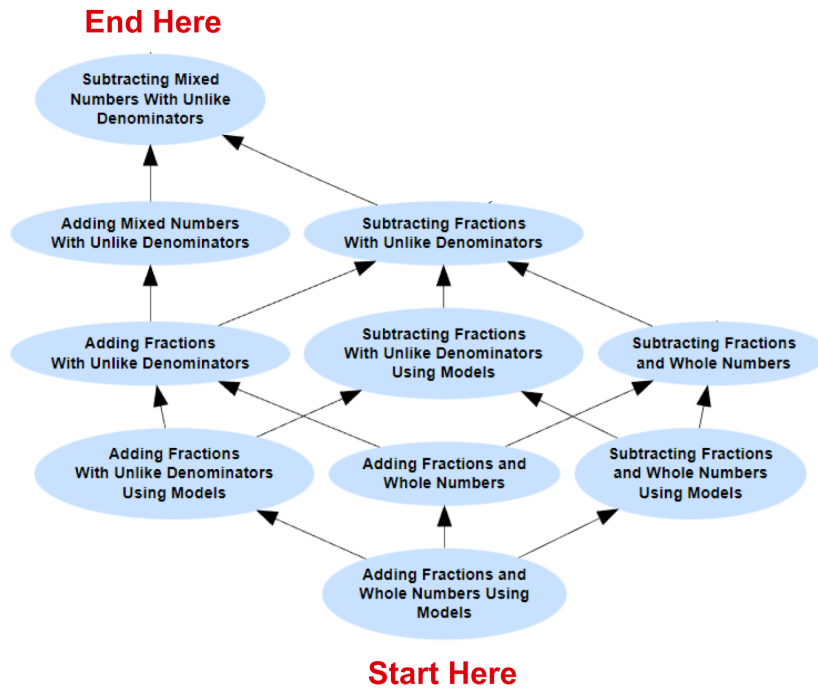 End Here
Subtracting Mixed
Numbers With Unlike
Denominators
Adding Mixed Numbers
With Unlike Denominators
Subtracting Fractions
With Unlike Denominators
Adding Fractions
With Unlike Denominators
Subtracting Fractions
With Unlike Denominators
Using Models
Subtracting Fractions
and Whole Numbers
Adding Fractions
With Unlike Denominators
Using Models
Adding Fractions and
Whole Numbers
Subtracting Fractions
and Whole Numbers
Using Models
Adding Fractions and
Whole Numbers Using
Models
Start Here